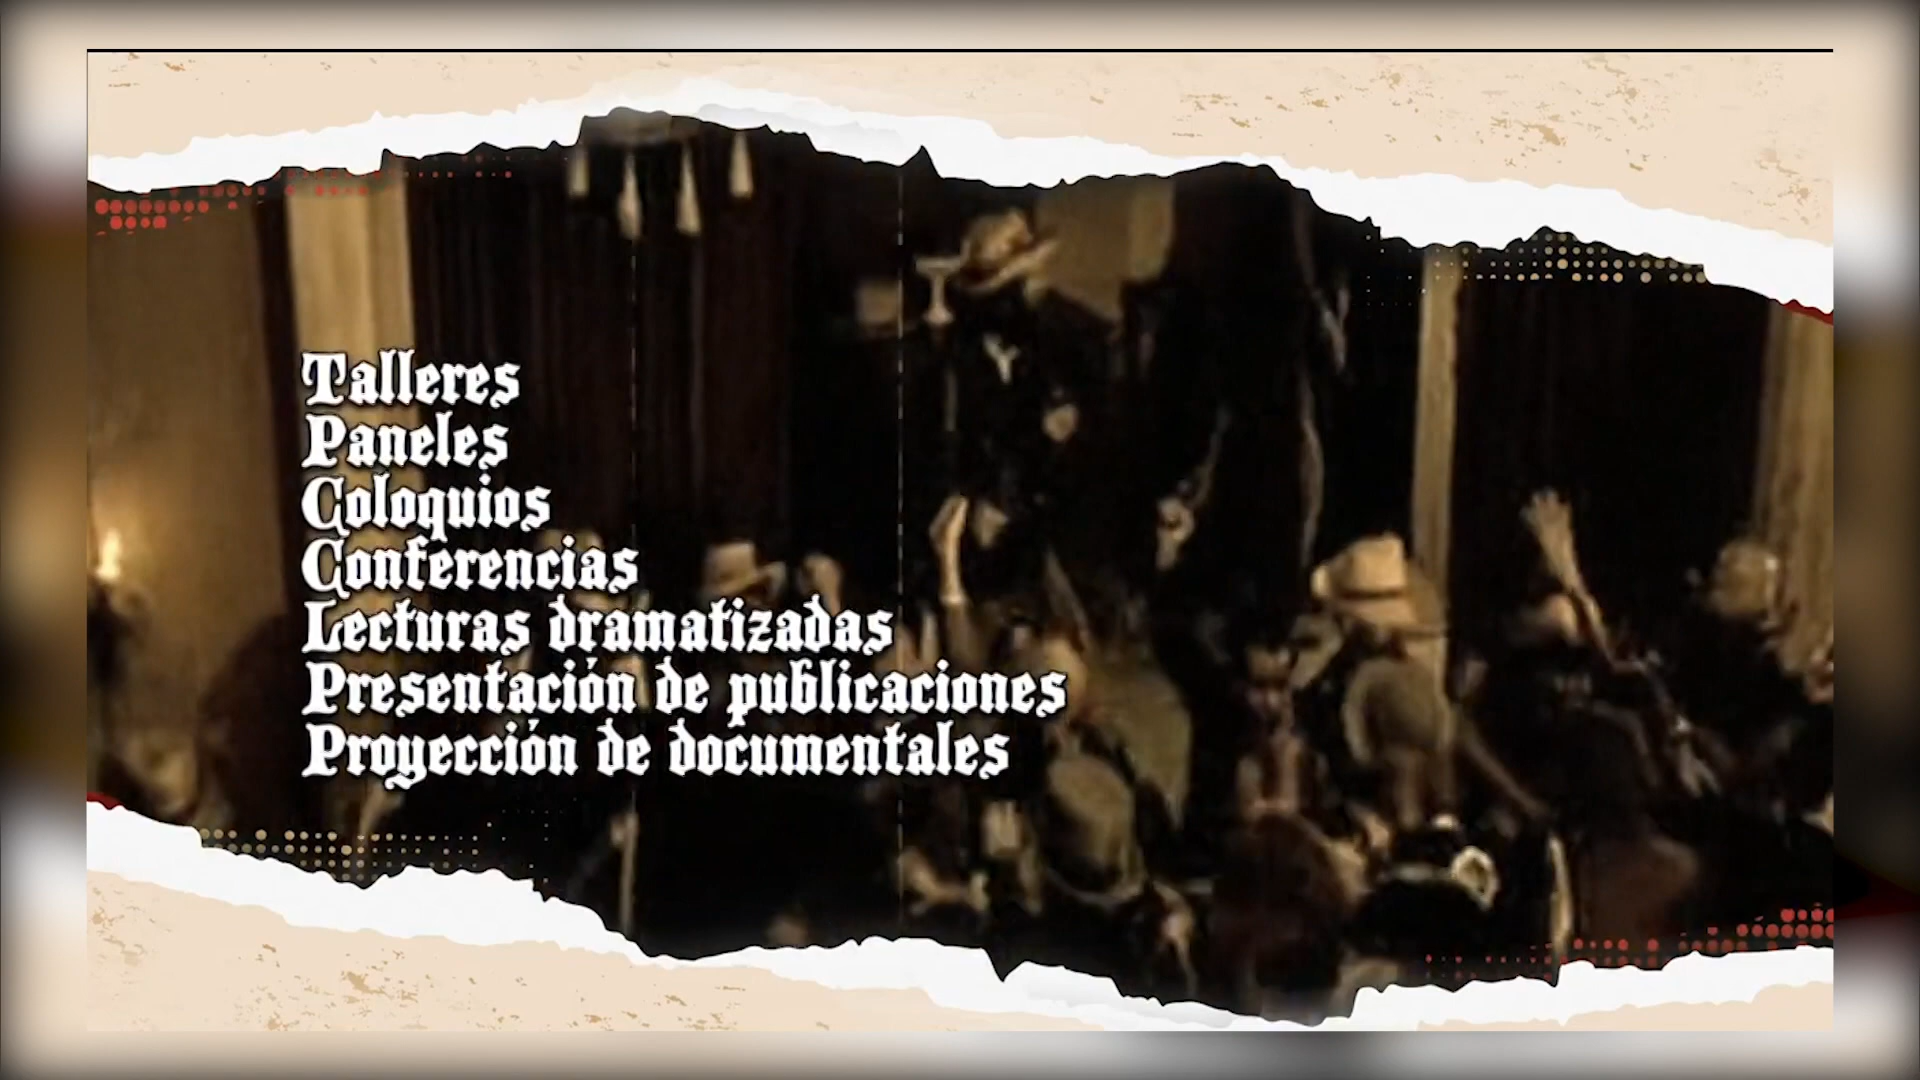 Talleres
Paneles
Coloquios
Conferencias
Lecturas dramatizadas
Presentación de publicaciones
Proyección de documentales